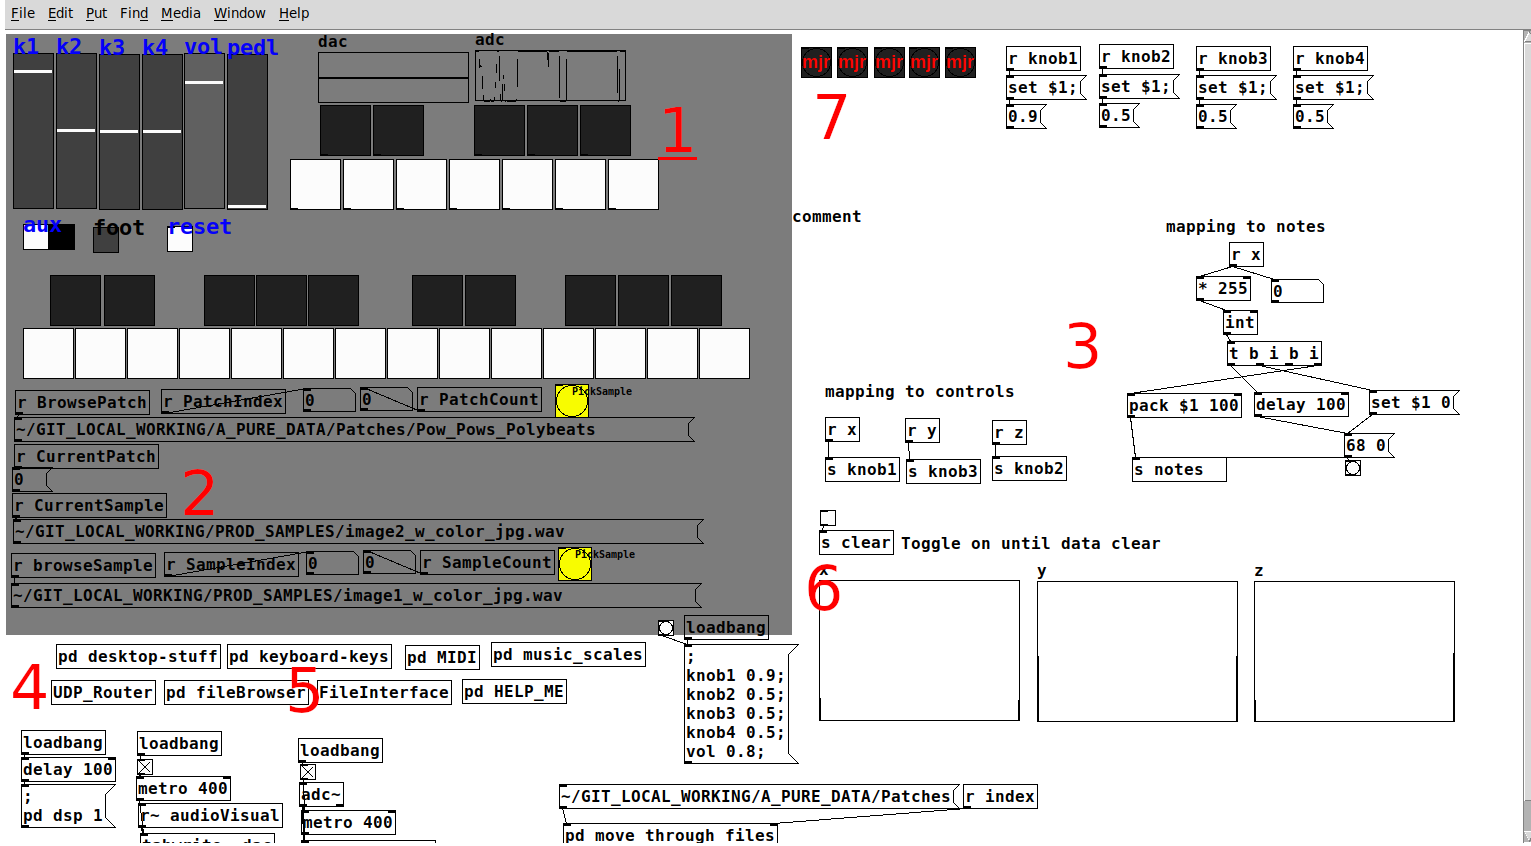 File Edit Put Find Media Window Help
k1 k2 k3 k4 vol pedl
dac
adc
1
aux foot reset
r BrowsePatch
r PatchIndex
0
0
r PatchCount
PickSample
~/GIT_LOCAL_WORKING/A_PURE_DATA/Patches/Pow_Pows_Polybeats
r CurrentPatch
0
2
r CurrentSample
~/GIT_LOCAL_WORKING/PROD_SAMPLES/image2_w_color_jpg.wav
r browseSample
r SampleIndex
0
0
r SampleCount
PickSample
~/GIT_LOCAL_WORKING/PROD_SAMPLES/image1_w_color_jpg.wav
loadbang
;
knob1 0.9;
knob2 0.5;
knob3 0.5;
knob4 0.5;
vol 0.8;
pd desktop-stuff
pd keyboard-keys
pd MIDI
pd music_scales
4
UDP_Router
pd fileBrowser
5
FileInterface
pd HELP_ME
loadbang
delay 100
;
pd dsp 1
loadbang
metro 400
r~ audioVisual
loadbang
adc~
metro 400
~/GIT_LOCAL_WORKING/A_PURE_DATA/Patches
r index
pd move through files
mjr mjr mjr mjr mjr
7
r knob1
set $1;
0.9
r knob2
set $1;
0.5
r knob3
set $1;
0.5
r knob4
set $1;
0.5
comment
mapping to notes
r x
* 255
0
int
t b i b i
3
pack $1 100
delay 100
set $1 0
68 0
s notes
mapping to controls
r x
r y
r z
s knob1
s knob3
s knob2
s clear
Toggle on until data clear
6
x
y
z